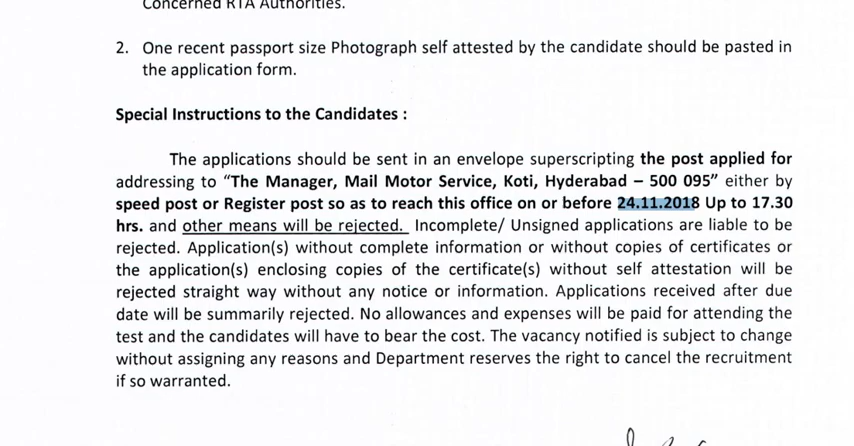 Concerned RTA Authorities.
2. One recent passport size Photograph self attested by the candidate should be pasted in
the application form.
Special Instructions to the Candidates :
The applications should be sent in an envelope superscripting the post applied for
addressing to “The Manager, Mail Motor Service, Koti, Hyderabad – 500 095” either by
speed post or Register post so as to reach this office on or before 24.11.2018 Up to 17.30
hrs. and other means will be rejected. Incomplete/ Unsigned applications are liable to be
rejected. Application(s) without complete information or without copies of certificates or
the application(s) enclosing copies of the certificate(s) without self attestation will be
rejected straight way without any notice or information. Applications received after due
date will be summarily rejected. No allowances and expenses will be paid for attending the
test and the candidates will have to bear the cost. The vacancy notified is subject to change
without assigning any reasons and Department reserves the right to cancel the recruitment
if so warranted.